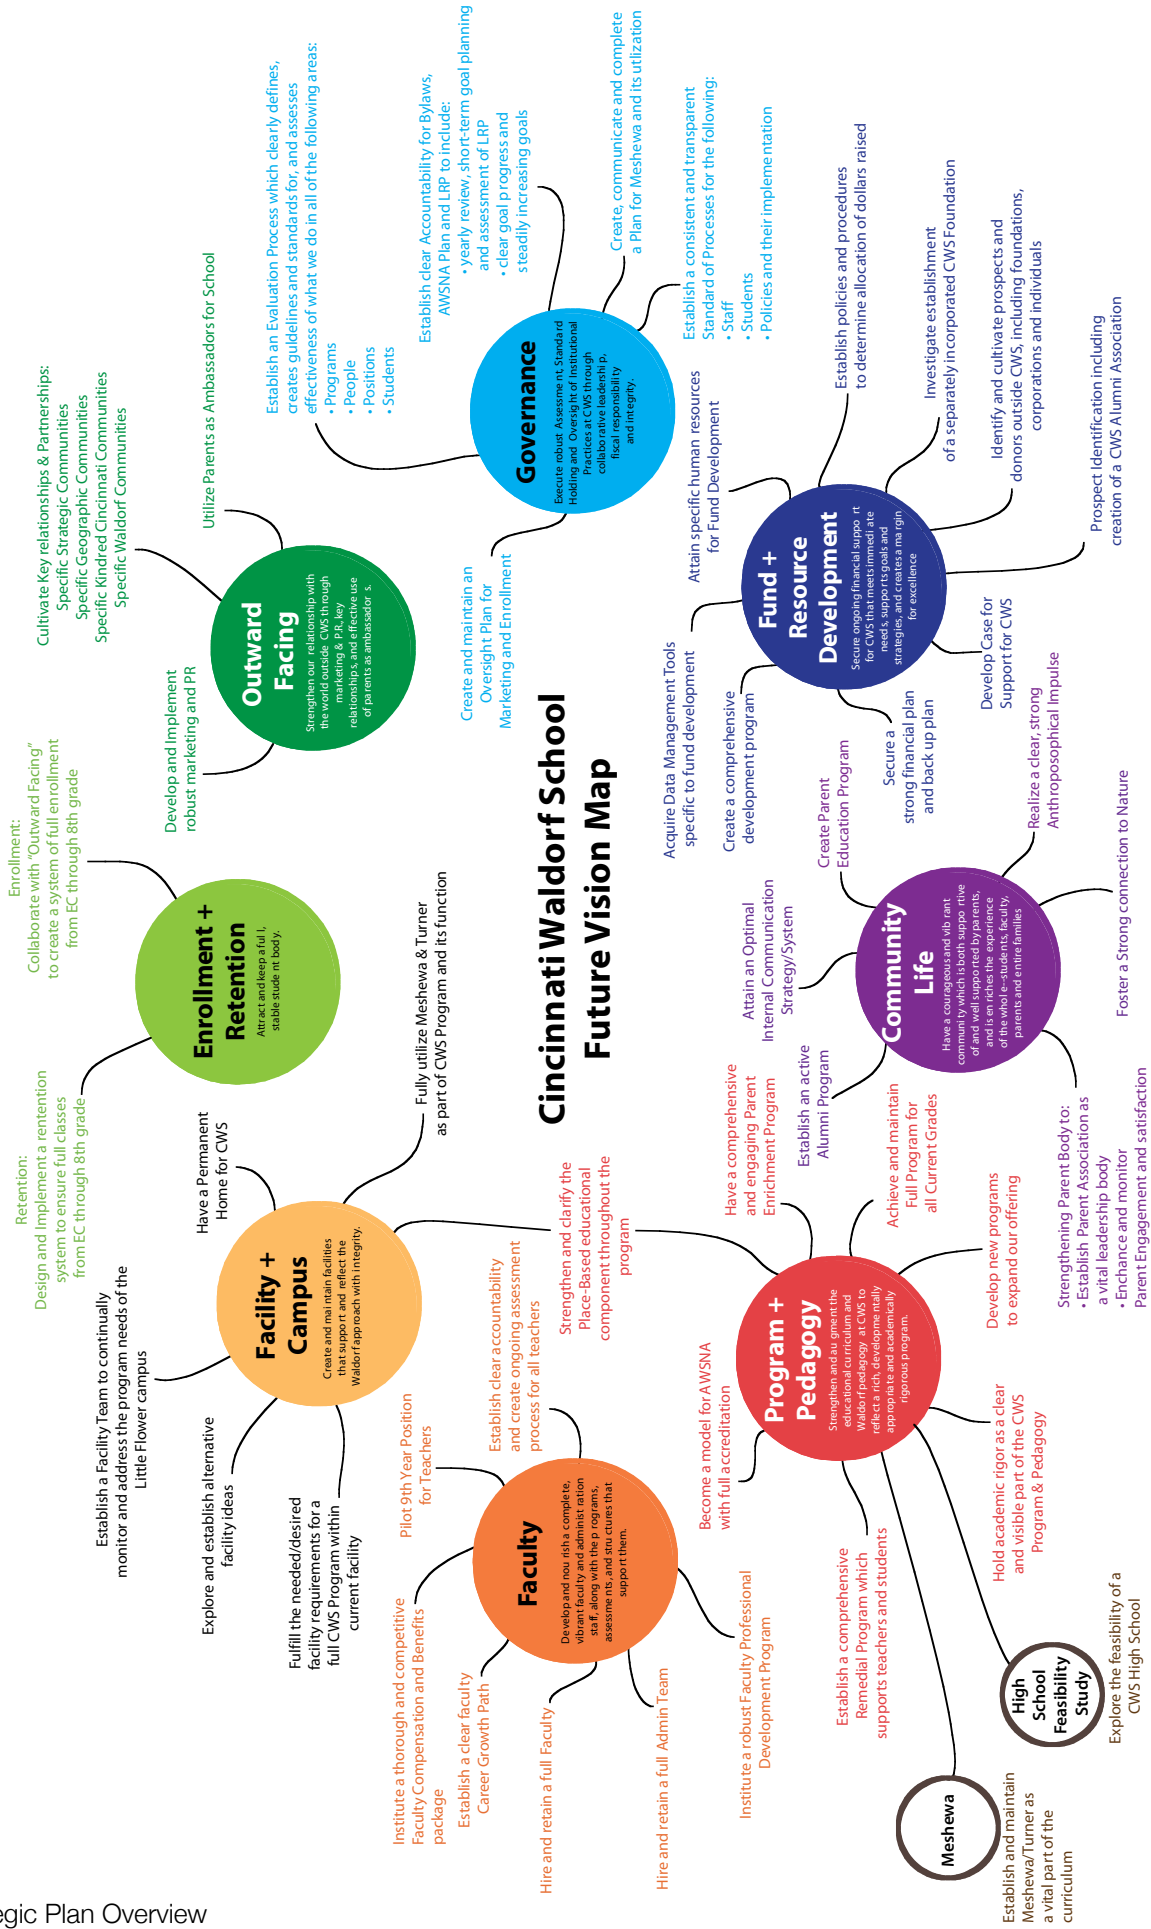 egic Plan Overview
Cincinnati Waldorf School
Future Vision Map
Retention:
Design and Implement a rentention
system to ensure full classes
from EC through 8th grade
Enrollment:
Collaborate with “Outward Facing”
to create a system of full enrollment
from EC through 8th grade
Enrollment +
Retention
Attract and keep a full,
stable student body.
Cultivate Key relationships & Partnerships:
Specific Strategic Communities
Specific Geographic Communities
Specific Kindred Cincinnati Communities
Specific Waldorf Communities
Utilize Parents as Ambassadors for School
Develop and Implement
robust marketing and PR
Outward
Facing
Strengthen our relationship with
the world outside CWS through
marketing & P.R., key
relationships, and effective use
of parents as ambassadors.
Establish a Facility Team to continually
monitor and address the program needs of the
Little Flower campus
Have a Permanent
Home for CWS
Explore and establish alternative
facility ideas
Fulfill the needed/desired
facility requirements for a
full CWS Program within
current facility
Fully utilize Meshewa & Turner
as part of CWS Program and its function
Facility +
Campus
Create and maintain facilities
that support and reflect the
Waldorf approach with integrity.
Establish an Evaluation Process which clearly defines,
creates guidelines and standards for, and assesses
effectiveness of what we do in all of the following areas:
• Programs
• People
• Positions
• Students
Establish clear Accountability for Bylaws,
AWSNA Plan and LRP to include:
• yearly review, short-term goal planning
and assessment of LRP
• clear goal progress and
steadily increasing goals
Create, communicate and complete
a Plan for Meshewa and its utlization
Establish a consistent and transparent
Standard of Processes for the following:
• Staff
• Students
• Policies and their implementation
Create and maintain an
Oversight Plan for
Marketing and Enrollment
Governance
Execute robust Assessment, Standard
Holding and Oversight of Institutional
Practices at CWS through
collaborative leadership,
fiscal responsibility
and integrity.
Pilot 9th Year Position
for Teachers
Establish clear accountability
and create ongoing assessment
process for all teachers
Institute a thorough and competitive
Faculty Compensation and Benefits
package
Establish a clear faculty
Career Growth Path
Hire and retain a full Faculty
Hire and retain a full Admin Team
Institute a robust Faculty Professional
Development Program
Faculty
Develop and nourish a complete,
vibrant faculty and administration
staff, along with the programs,
assessments, and structures that
support them.
Strengthen and clarify the
Place-Based educational
component throughout the
program
Become a model for AWSNA
with full accreditation
Have a comprehensive
and engaging Parent
Enrichment Program
Achieve and maintain
Full Program for
all Current Grades
Develop new programs
to expand our offering
Hold academic rigor as a clear
and visible part of the CWS
Program & Pedagogy
Establish a comprehensive
Remedial Program which
supports teachers and students
Program +
Pedagogy
Strengthen and augment the
educational curriculum and
Waldorf pedagogy at CWS to
reflect a rich, developmentally
appropriate and academically
rigorous program.
Meshewa
Establish and maintain
Meshewa/Turner as
a vital part of the
curriculum
High
School
Feasibility
Study
Explore the feasibility of a
CWS High School
Establish an active
Alumni Program
Attain an Optimal
Internal Communication
Strategy/System
Create Parent
Education Program
Realize a clear, strong
Anthroposophical Impulse
Foster a Strong connection to Nature
Strengthening Parent Body to:
• Establish Parent Association as
a vital leadership body
• Enchance and monitor
Parent Engagement and satisfaction
Community
Life
Have a courageous and vibrant
community which is both supportive
of and well supported by parents,
and is enriches the experience
of the whole--students, faculty,
parents and entire families
Acquire Data Management Tools
specific to fund development
Attain specific human resources
for Fund Development
Create a comprehensive
development program
Establish policies and procedures
to determine allocation of dollars raised
Investigate establishment
of a separately incorporated CWS Foundation
Identify and cultivate prospects and
donors outside CWS, including foundations,
corporations and individuals
Prospect Identification including
creation of a CWS Alumni Association
Develop Case for
Support for CWS
Secure a
strong financial plan
and back up plan
Fund +
Resource
Development
Secure ongoing financial support
for CWS that meets immediate
needs, supports goals and
strategies, and creates a margin
for excellence